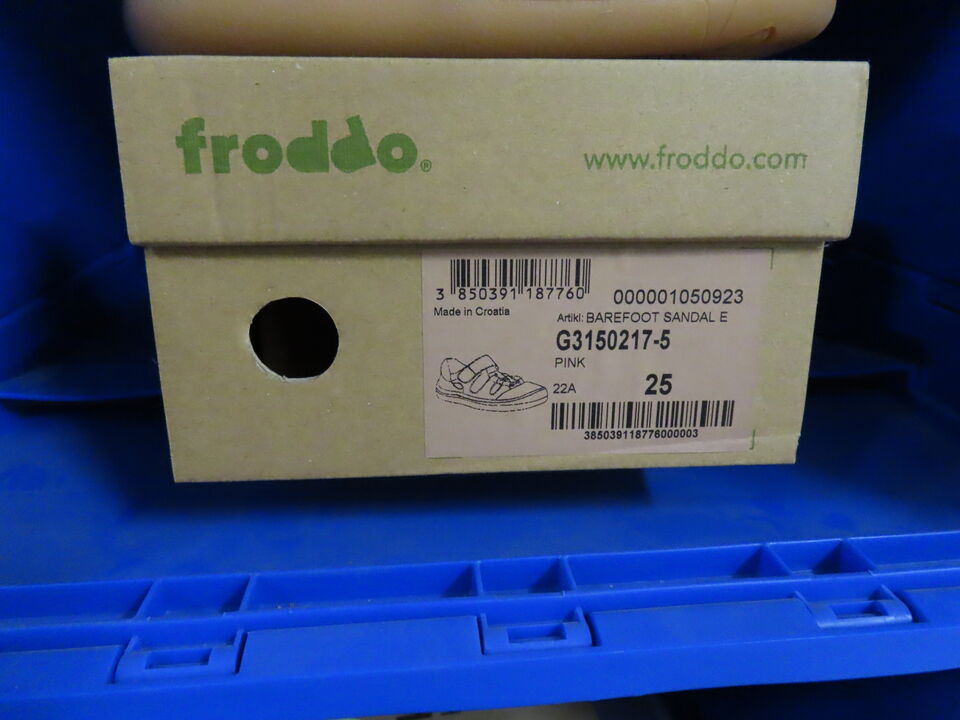 froddo®
www.froddo.com
3 850391 187760
000001050923
Made in Croatia
Artikl: BAREFOOT SANDAL E
G3150217-5
PINK
22A
25
385039118776000003